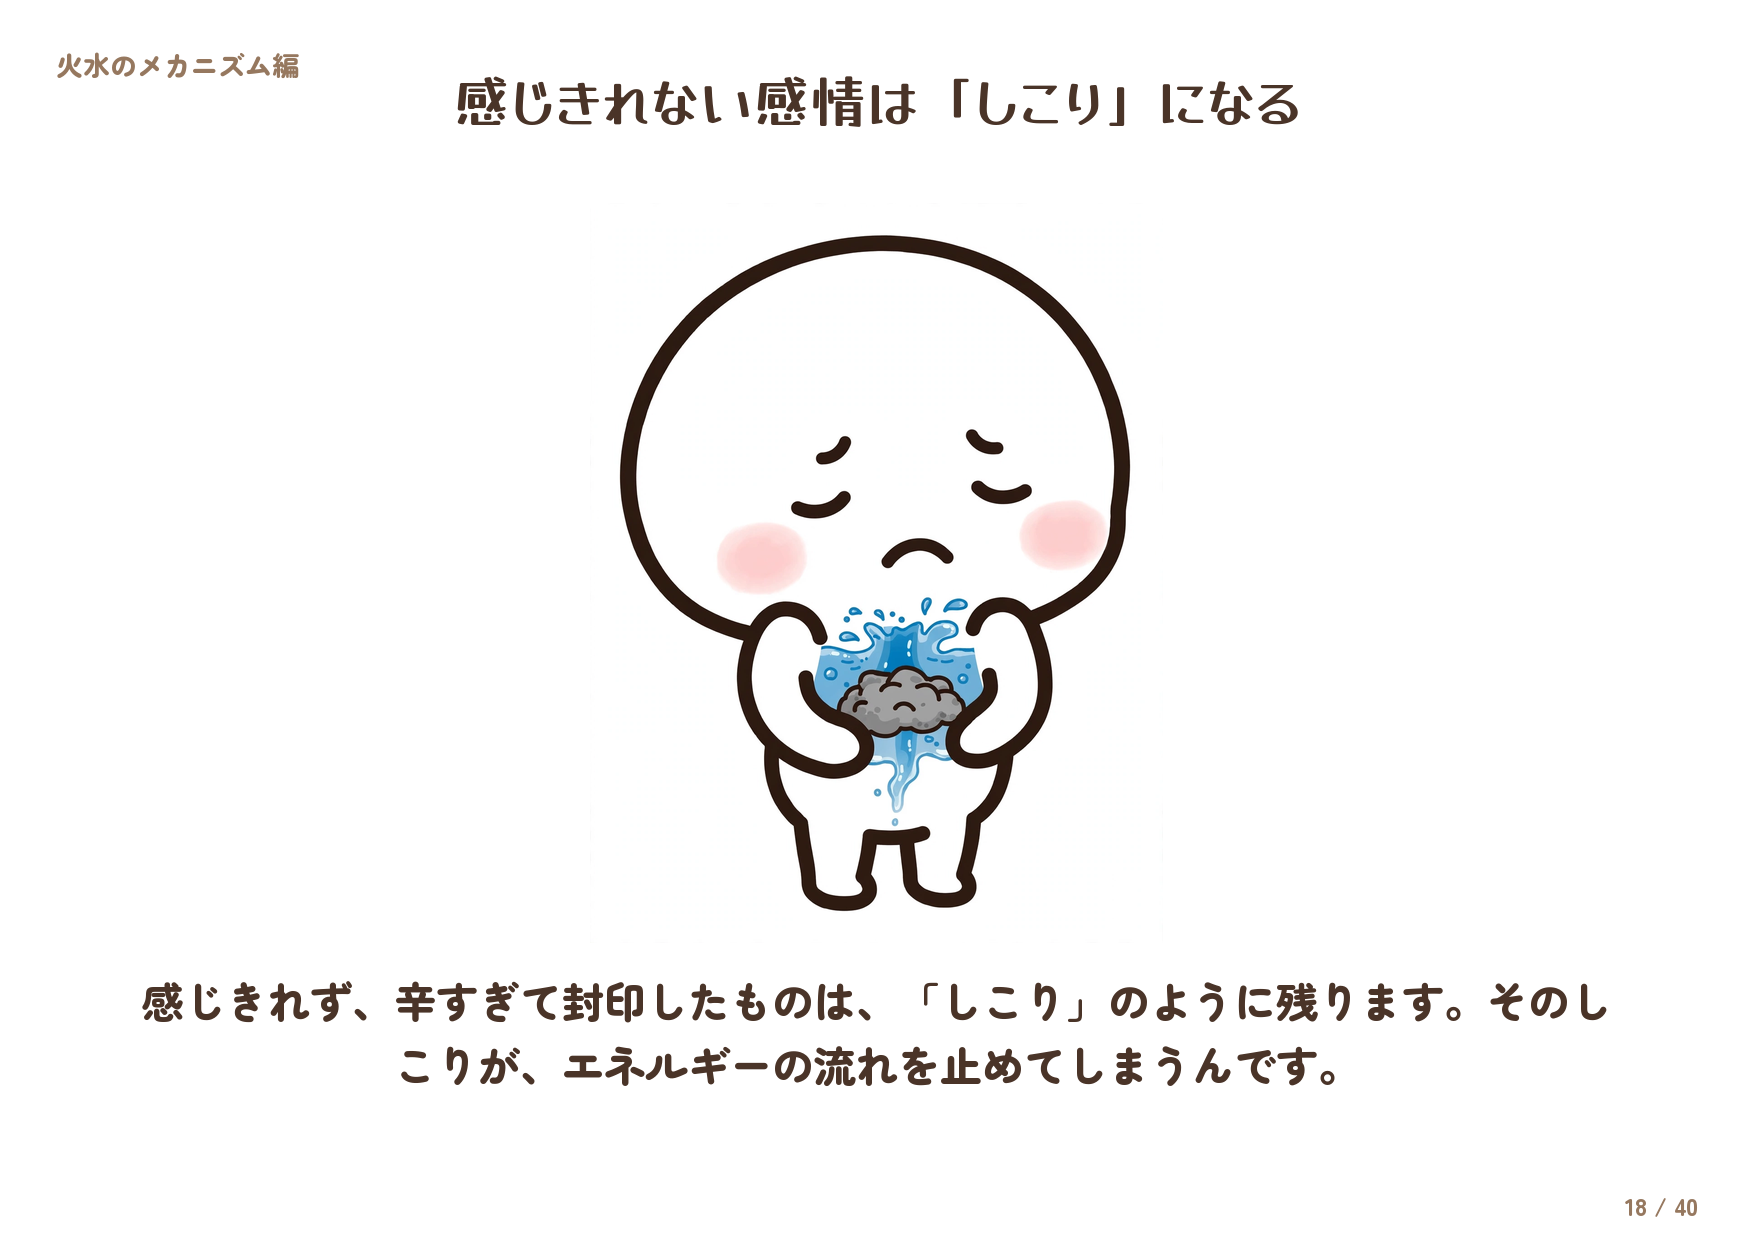 火水のメカニズム編
感じきれない感情は「しこり」になる
感じきれず、辛すぎて封印したものは、「しこり」のように残ります。そのし
こりが、エネルギーの流れを止めてしまうんです。
18 / 40